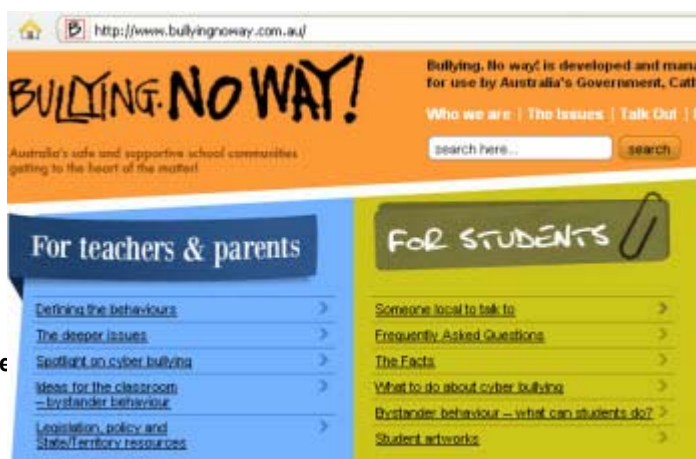 http://www.bullyingnoway.com.au/
BULLYING. NO WAY!
Australia's safe and supportive school communities
getting to the heart of the matter!
Bullying. No way! is developed and
for use by Australia's Government,
Who we are | The Issues | Talk Out |
search here... search
For teachers & parents
Defining the behaviours
The deeper issues
Spotlight on cyber bullying
Ideas for the classroom
– bystander behaviour
Legislation, policy and
State/Territory resources
FOR STUDENTS
Someone local to talk to
Frequently Asked Questions
The Facts
What to do about cyber bullying
Bystander behaviour – what can students do?
Student artworks